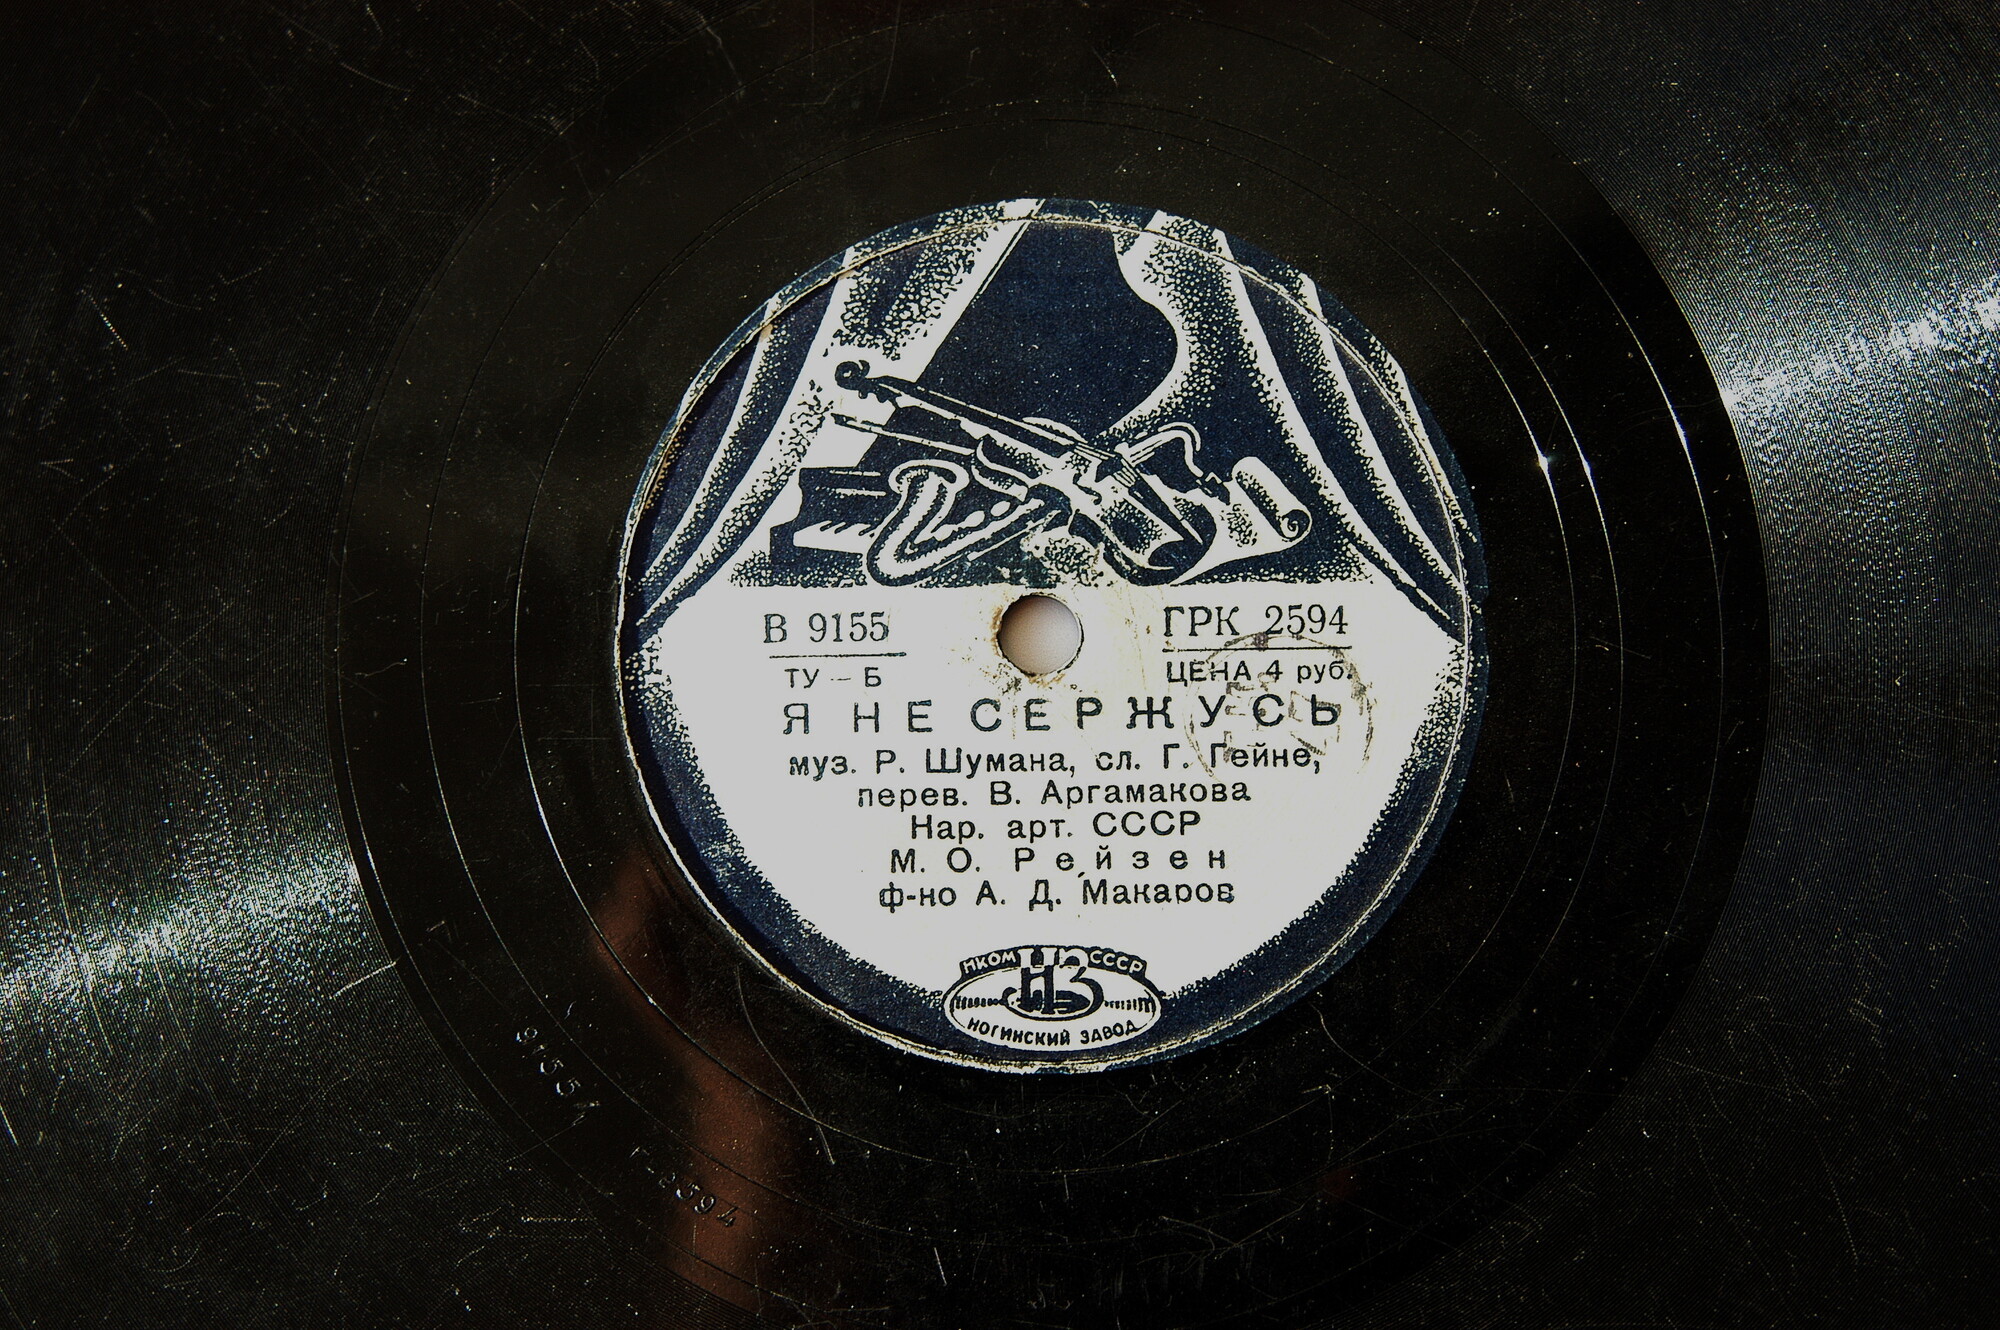 В 9155 ГРК 2594
ТУ – Б ЦЕНА 4 руб.
Я НЕ СЕРЖУСЬ
муз. Р. Шумана, сл. Г. Гейне,
перев. В. Аргамакова
Нар. арт. СССР
М. О. Рейзен
ф-но А. Д. Макаров
НКОМ НЗ СССР
НОГИНСКИЙ ЗАВОД
9155